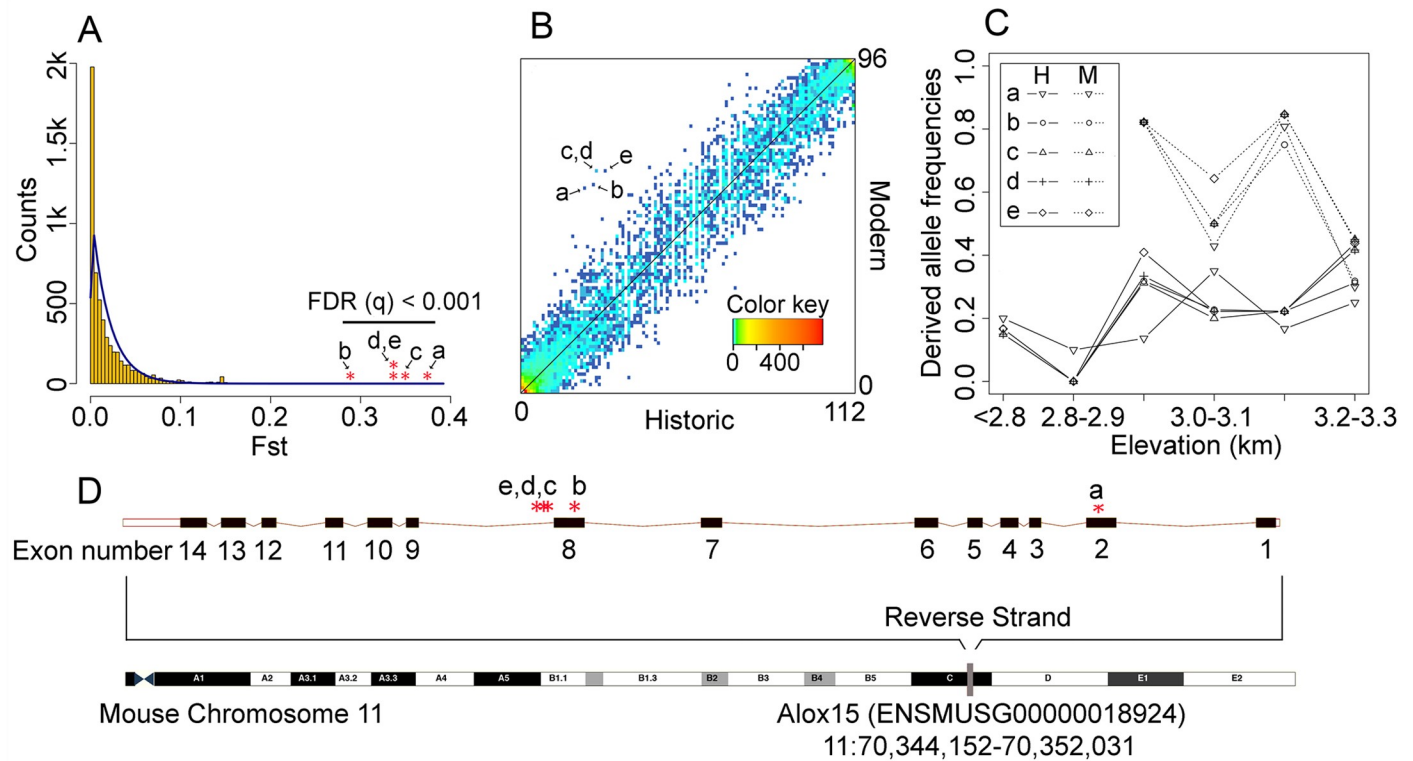 A
Counts
2k
1.5k
1k
500
0
0.0 0.1 0.2 0.3 0.4
Fst
FDR (q) < 0.001
d,e
b c a
B
96
c,d e
a b
Modern
Color key
0 400
0
0 112
Historic
C
Derived allele frequencies
1.0
0.8
0.6
0.4
0.2
0.0
H M
a
b
c
d
e
<2.8 2.8-2.9 3.0-3.1 3.2-3.3
Elevation (km)
D
e,d,c b a
Exon number 14 13 12 11 10 9 8 7 6 5 4 3 2 1
Reverse Strand
A1 A2 A3.1 A3.2 A3.3 A4 A5 B1.1 B1.3 B2 B3 B4 B5 C D E1 E2
Mouse Chromosome 11
Alox15 (ENSMUSG00000018924)
11:70,344,152-70,352,031